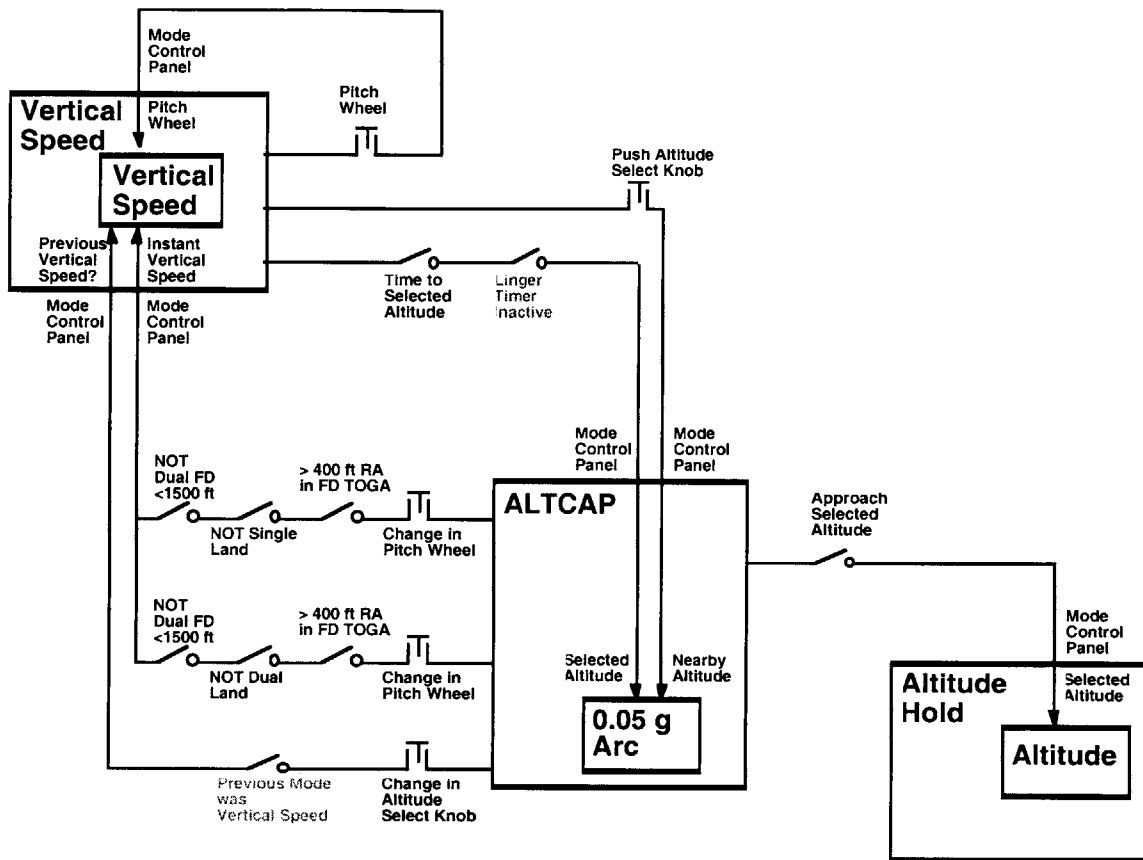 Mode
Control
Panel
Vertical
Speed
Pitch
Wheel
Pitch
Wheel
Vertical
Speed
Push Altitude
Select Knob
Previous
Vertical
Speed?
Instant
Vertical
Speed
Mode
Control
Panel
Mode
Control
Panel
Time to
Selected
Altitude
Linger
Timer
Inactive
Mode
Control
Panel
Mode
Control
Panel
NOT
Dual FD
<1500 ft
> 400 ft RA
in FD TOGA
NOT Single
Land
Change in
Pitch Wheel
ALTCAP
Approach
Selected
Altitude
NOT
Dual FD
<1500 ft
> 400 ft RA
in FD TOGA
NOT Dual
Land
Change in
Pitch Wheel
Selected
Altitude
Nearby
Altitude
0.05 g
Arc
Mode
Control
Panel
Altitude
Hold
Selected
Altitude
Altitude
Previous Mode
was
Vertical Speed
Change in
Altitude
Select Knob